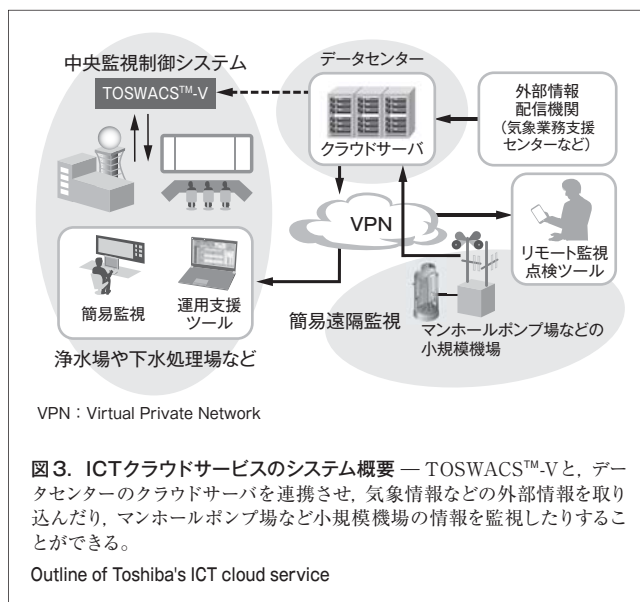 中央監視制御システム
TOSWACS™-V
データセンター
クラウドサーバ
外部情報
配信機関
(気象業務支援
センターなど)
VPN
リモート監視
点検ツール
簡易監視
運用支援
ツール
簡易遠隔監視
マンホールポンプ場などの
小規模機場
浄水場や下水処理場など
VPN:Virtual Private Network
図3. ICTクラウドサービスのシステム概要 — TOSWACS™-Vと,デー
タセンターのクラウドサーバを連携させ,気象情報などの外部情報を取り
込んだり,マンホールポンプ場など小規模機場の情報を監視したりするこ
とができる。
Outline of Toshiba's ICT cloud service